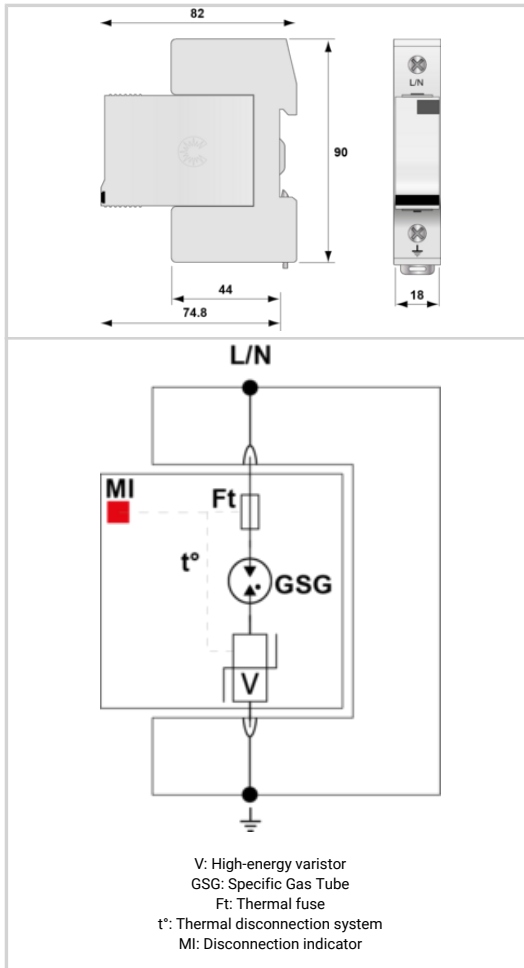 82
L/N
90
44
74.8
18
L/N
MI
Ft
t°
GSG
V
V: High-energy varistor
GSG: Specific Gas Tube
Ft: Thermal fuse
t°: Thermal disconnection system
MI: Disconnection indicator